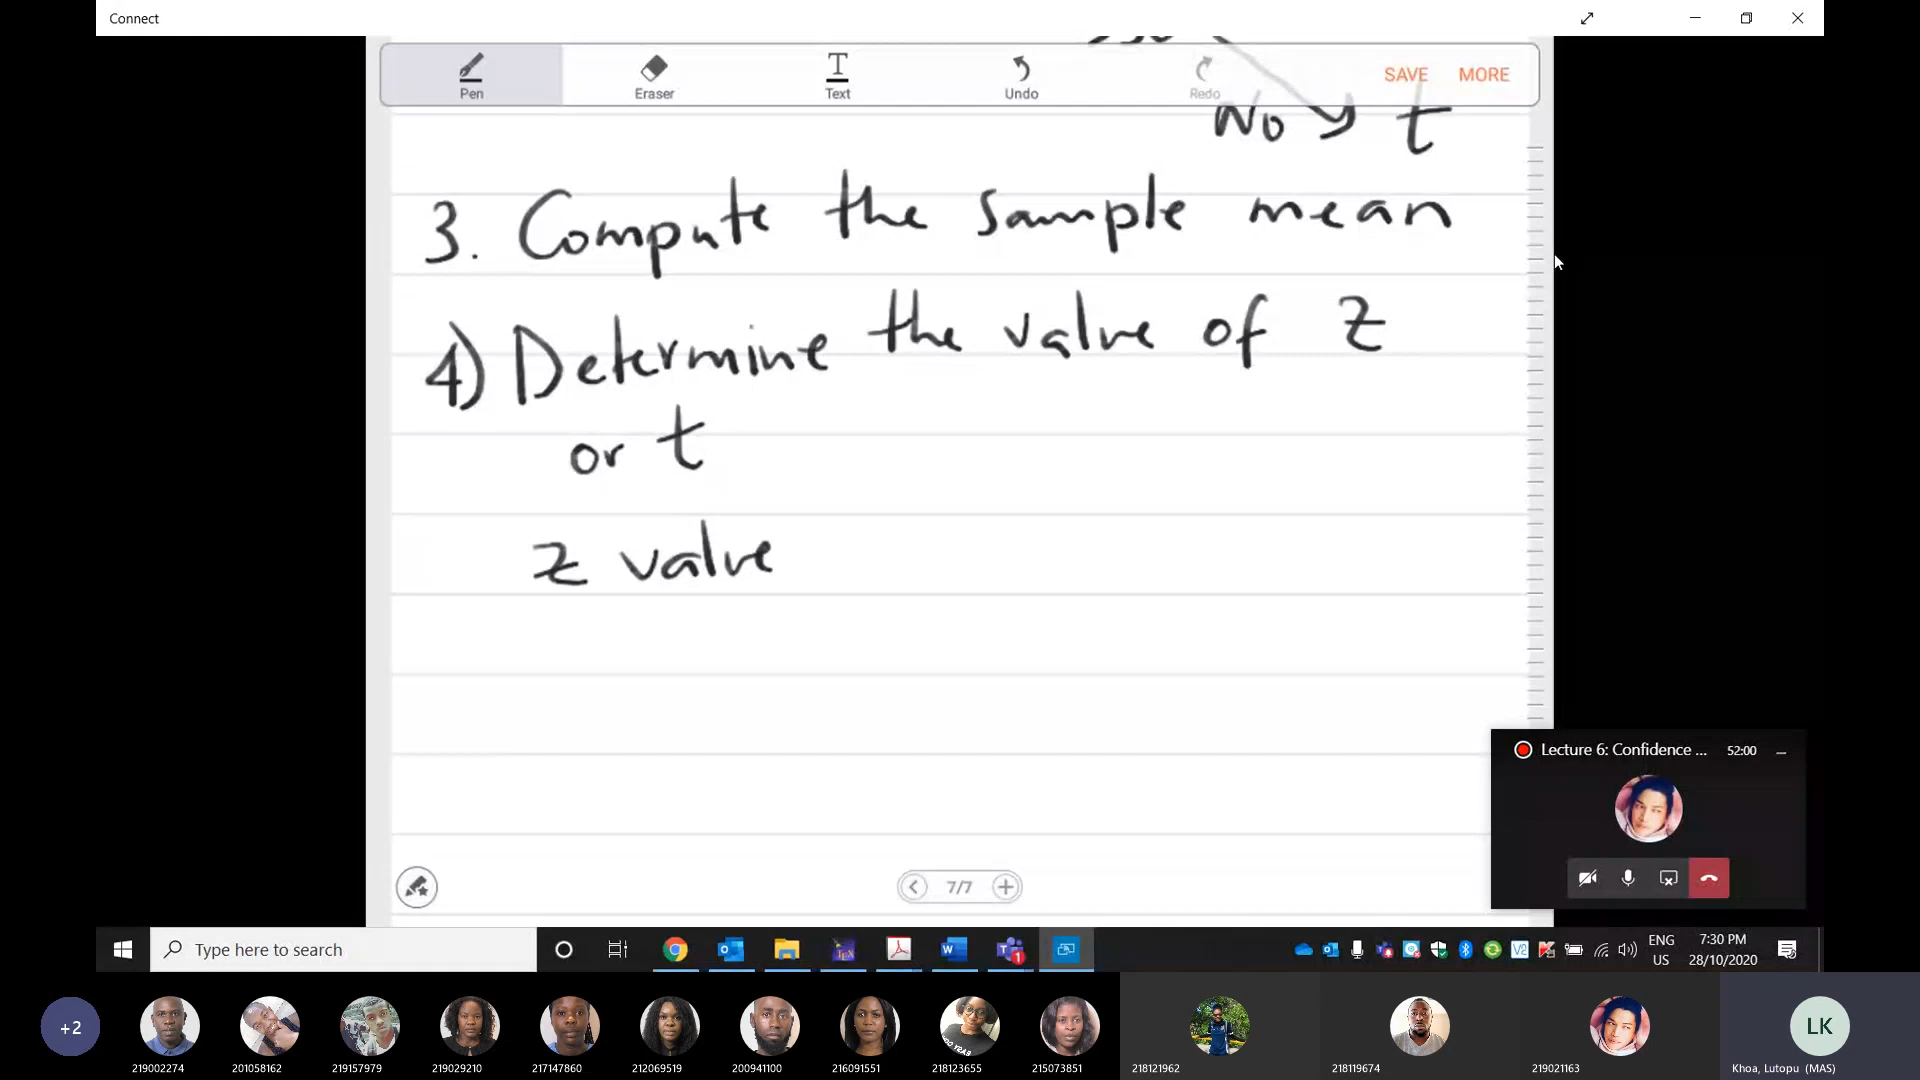 Connect
Pen
Eraser
Text
Undo
Redo
SAVE
MORE
No t
3. Compute the sample mean
4) Determine the value of z
or t
z value
7/7
Lecture 6: Confidence ...
52:00
Type here to search
ENG
US
7:30 PM
28/10/2020
+2
219002274
201058162
219157979
219029210
217147860
212069519
200941100
216091551
218123655
215073851
218121962
218119674
219021163
LK
Khoa, Lutopu (MAS)